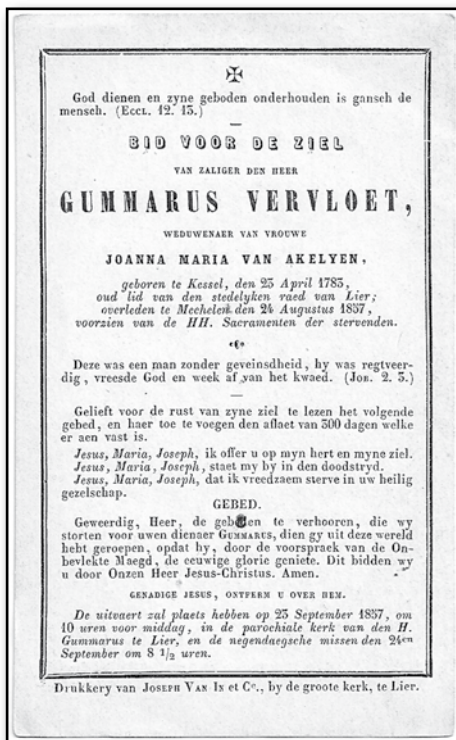 God dienen en zyne geboden onderhouden is gansch de
mensch. (ECCL. 12. 13.)
BID VOOR DE ZIEL
VAN ZALIGER DEN HEER
GUMMARUS VERVLOET,
WEDUWENAER VAN VROUWE
JOANNA MARIA VAN AKELYEN,
geboren te Kessel, den 23 April 1783,
oud lid van den stedelyken raed van Lier;
overleden te Mechelen den 24 Augustus 1857,
voorzien van de HH. Sacramenten der stervenden.
Deze was een man zonder geveinsdheid, hy was regtveer-
dig, vreesde God en week af van het kwaed. (JOB. 2. 3.)
Gelieft voor de rust van zyne ziel te lezen het volgende
gebed, en haer toe te voegen den aflaet van 300 dagen welke
er aen vast is.
Jesus, Maria, Joseph, ik offer u op myn hert en myne ziel.
Jesus, Maria, Joseph, staet my by in den doodstryd.
Jesus, Maria, Joseph, dat ik vreedzaem sterve in uw heilig
gezelschap.
GEBED.
Geweerdig, Heer, de gebeden te verhooren, die wy
storten voor uwen dienaer GUMMARUS, dien gy uit deze wereld
hebt geroepen, opdat hy, door de voorspraek van de On-
bevlekte Maegd, de eeuwige glorie geniete. Dit bidden wy
u door Onzen Heer Jesus-Christus. Amen.
GENADIGE JESUS, ONTFERM U OVER HEM.
De uitvaert zal plaets hebben op 23 September 1857, om
10 uren voor middag, in de parochiale kerk van den H.
Gummarus te Lier, en de negendaegsche missen den 24en
September om 8 1/2 uren.
Drukkery van JOSEPH VAN IN et Cᵉ., by de groote kerk, te Lier.